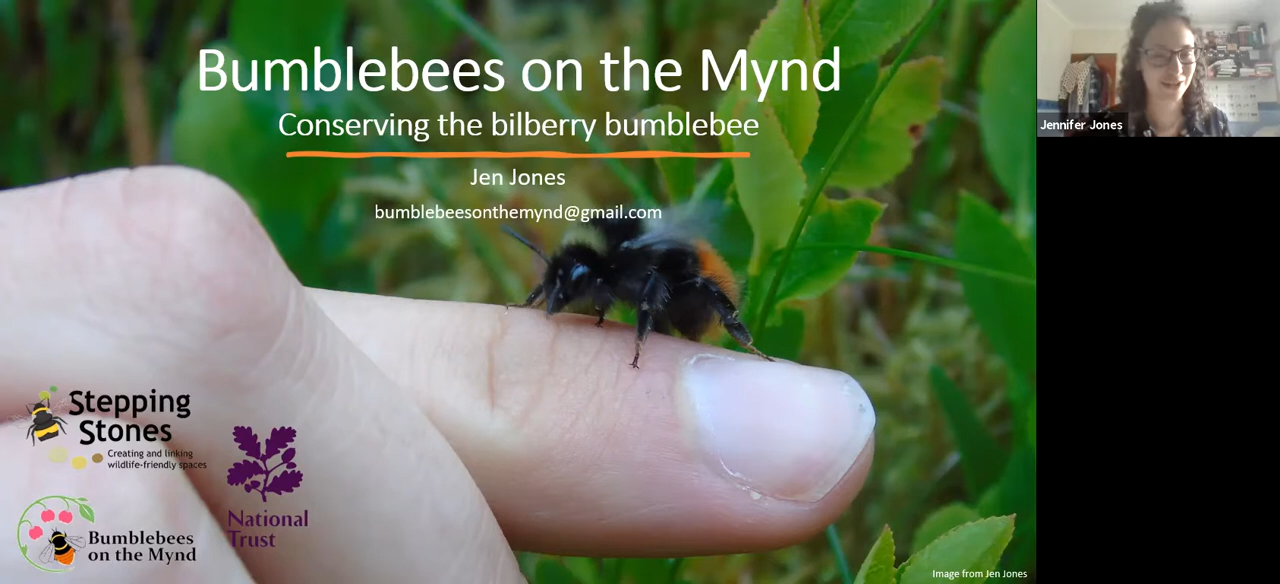 Bumblebees on the Mynd
Conserving the bilberry bumblebee
Jen Jones
bumblebeesonthemynd@gmail.com
Jennifer Jones
Stepping
Stones
Creating and linking
wildlife-friendly spaces
National
Trust
Bumblebees
on the Mynd
Image from Jen Jones